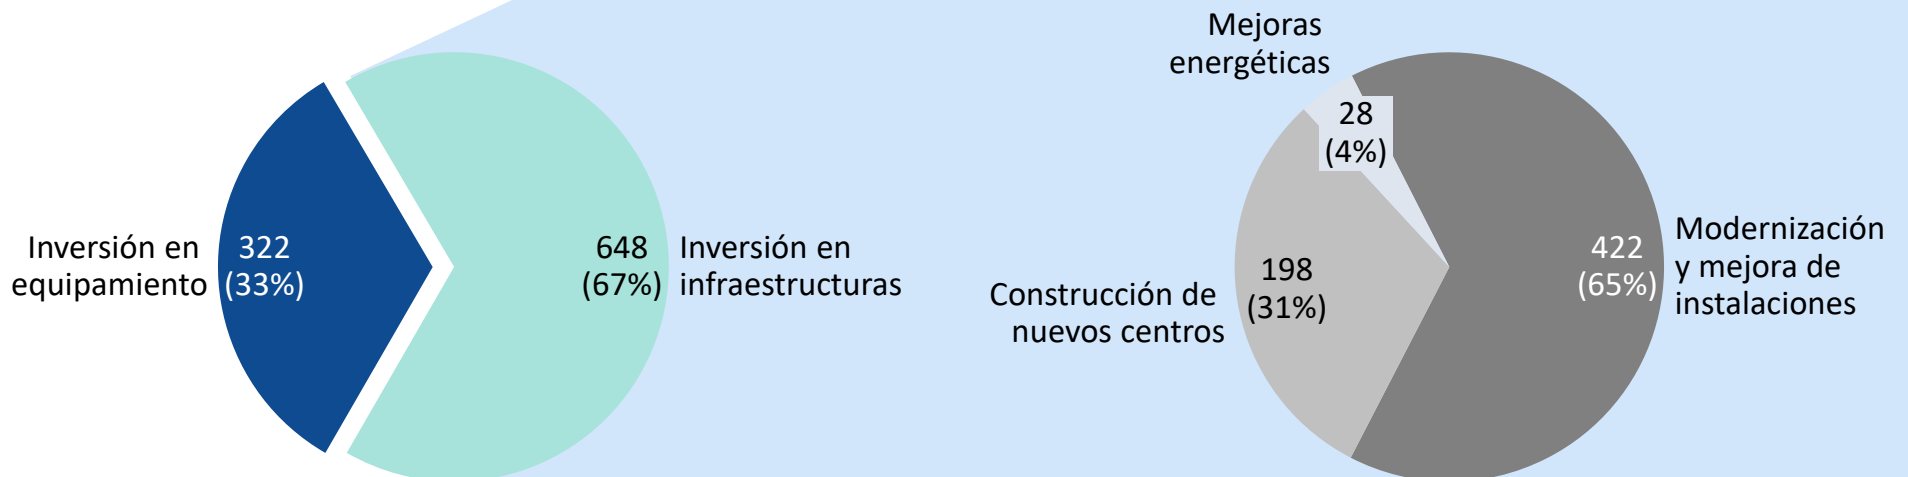 Inversión en
equipamiento
322
(33%)
648
(67%)
Inversión en
infraestructuras
Mejoras
energéticas
28
(4%)
Construcción de
nuevos centros
198
(31%)
422
(65%)
Modernización
y mejora de
instalaciones